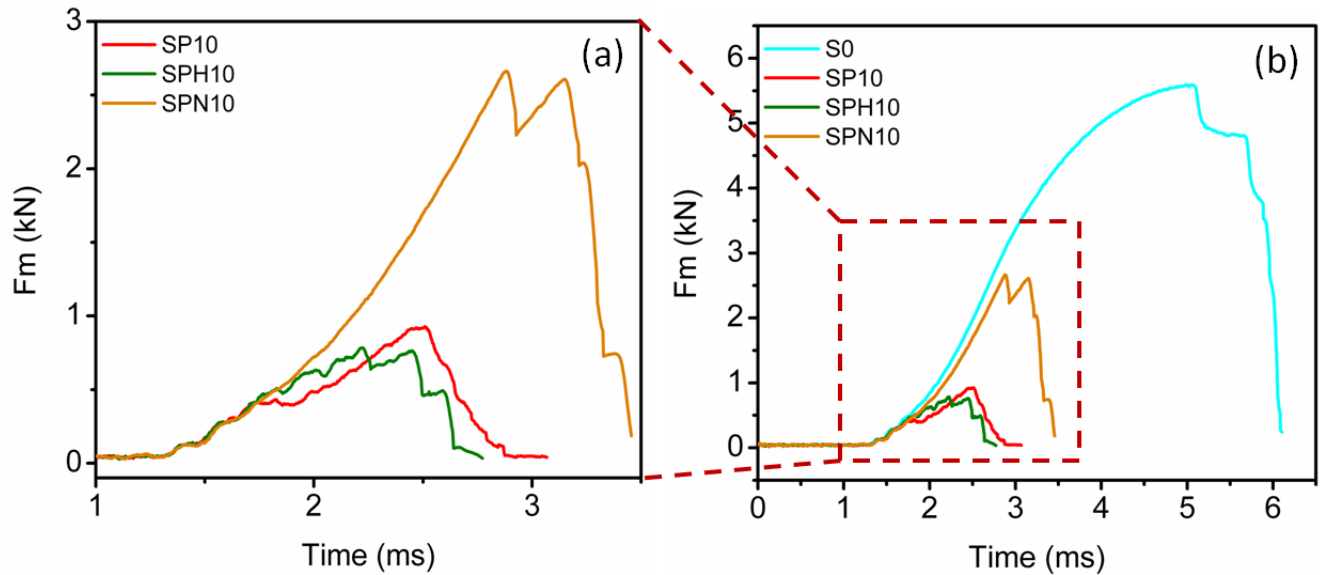 (a)
SP10
SPH10
SPN10
3
2
1
0
Fm (kN)
1 2 3
Time (ms)
(b)
S0
SP10
SPH10
SPN10
6
5
4
3
2
1
0
Fm (kN)
0 1 2 3 4 5 6
Time (ms)